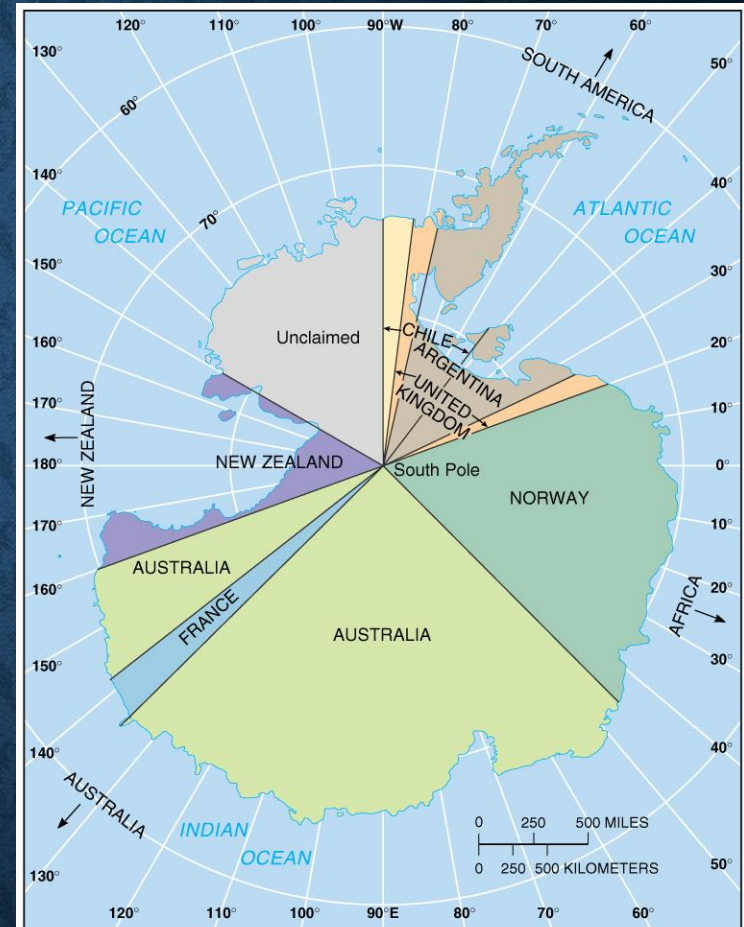 120° 110° 100° 90°W 80° 70° 60°
130°
50°
SOUTH AMERICA
60°
140°
40°
PACIFIC
OCEAN
70°
ATLANTIC
OCEAN
150°
30°
160°
20°
Unclaimed
CHILE
ARGENTINA
UNITED
KINGDOM
170°
10°
NEW ZEALAND
180°
NEW ZEALAND
South Pole
0°
NORWAY
170°
10°
160°
AUSTRALIA
20°
FRANCE
AFRICA
150°
AUSTRALIA
30°
140°
40°
AUSTRALIA
INDIAN
OCEAN
0 250 500 MILES
0 250 500 KILOMETERS
130°
50°
120° 110° 100° 90°E 80° 70° 60°